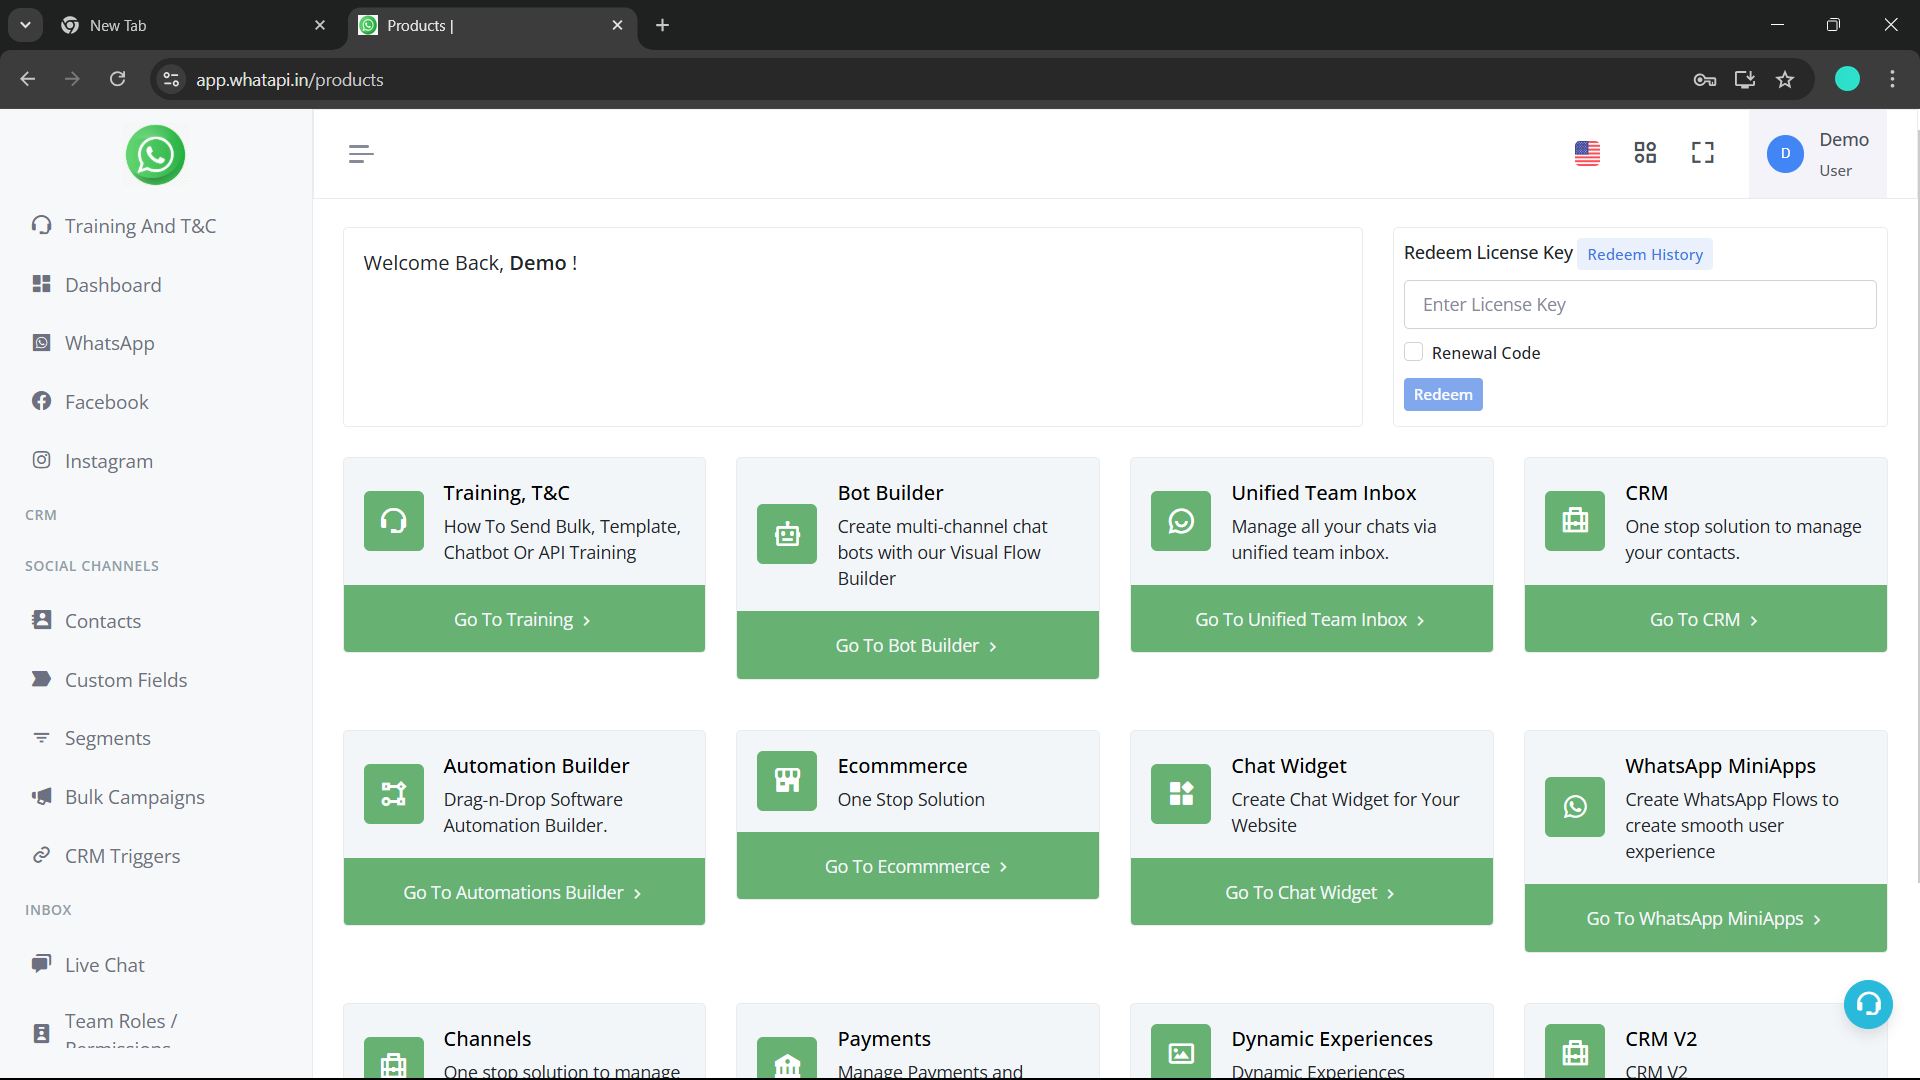 New Tab
Products |
app.whatapi.in/products
Training And T&C
Dashboard
WhatsApp
Facebook
Instagram
CRM
SOCIAL CHANNELS
Contacts
Custom Fields
Segments
Bulk Campaigns
CRM Triggers
INBOX
Live Chat
Team Roles /
Permissions
D
Demo
User
Welcome Back, Demo !
Redeem License Key
Redeem History
Enter License Key
Renewal Code
Redeem
Training, T&C
How To Send Bulk, Template,
Chatbot Or API Training
Go To Training
Bot Builder
Create multi-channel chat
bots with our Visual Flow
Builder
Go To Bot Builder
Unified Team Inbox
Manage all your chats via
unified team inbox.
Go To Unified Team Inbox
CRM
One stop solution to manage
your contacts.
Go To CRM
Automation Builder
Drag-n-Drop Software
Automation Builder.
Go To Automations Builder
Ecommmerce
One Stop Solution
Go To Ecommmerce
Chat Widget
Create Chat Widget for Your
Website
Go To Chat Widget
WhatsApp MiniApps
Create WhatsApp Flows to
create smooth user
experience
Go To WhatsApp MiniApps
Channels
One stop solution to manage
Payments
Manage Payments and
Dynamic Experiences
Dynamic Experiences
CRM V2
CRM V2